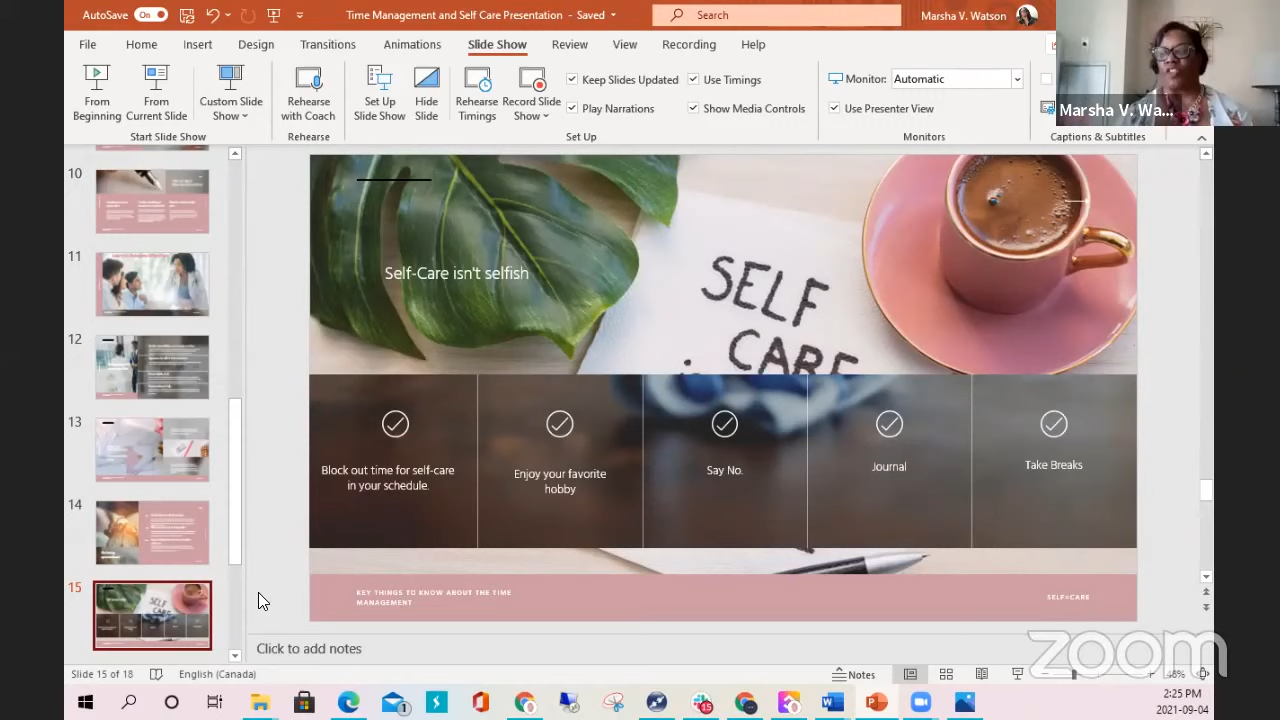 AutoSave On
Time Management and Self Care Presentation - Saved
Search
Marsha V. Watson
File Home Insert Design Transitions Animations Slide Show Review View Recording Help
From Beginning
From Current Slide
Custom Slide Show
Rehearse with Coach
Set Up Slide Show
Hide Slide
Rehearse Timings
Record Slide Show
Keep Slides Updated
Use Timings
Play Narrations
Show Media Controls
Monitor: Automatic
Use Presenter View
Start Slide Show
Rehearse
Set Up
Monitors
Captions & Subtitles
Marsha V. Wa...
10
11
12
13
14
15
Self-Care isn't selfish
SELF
CARE
Block out time for self-care
in your schedule.
Enjoy your favorite
hobby
Say No.
Journal
Take Breaks
KEY THINGS TO KNOW ABOUT THE TIME
MANAGEMENT
SELF=CARE
Click to add notes
zoom
Slide 15 of 18
English (Canada)
Notes
1
15
2:25 PM
2021-09-04